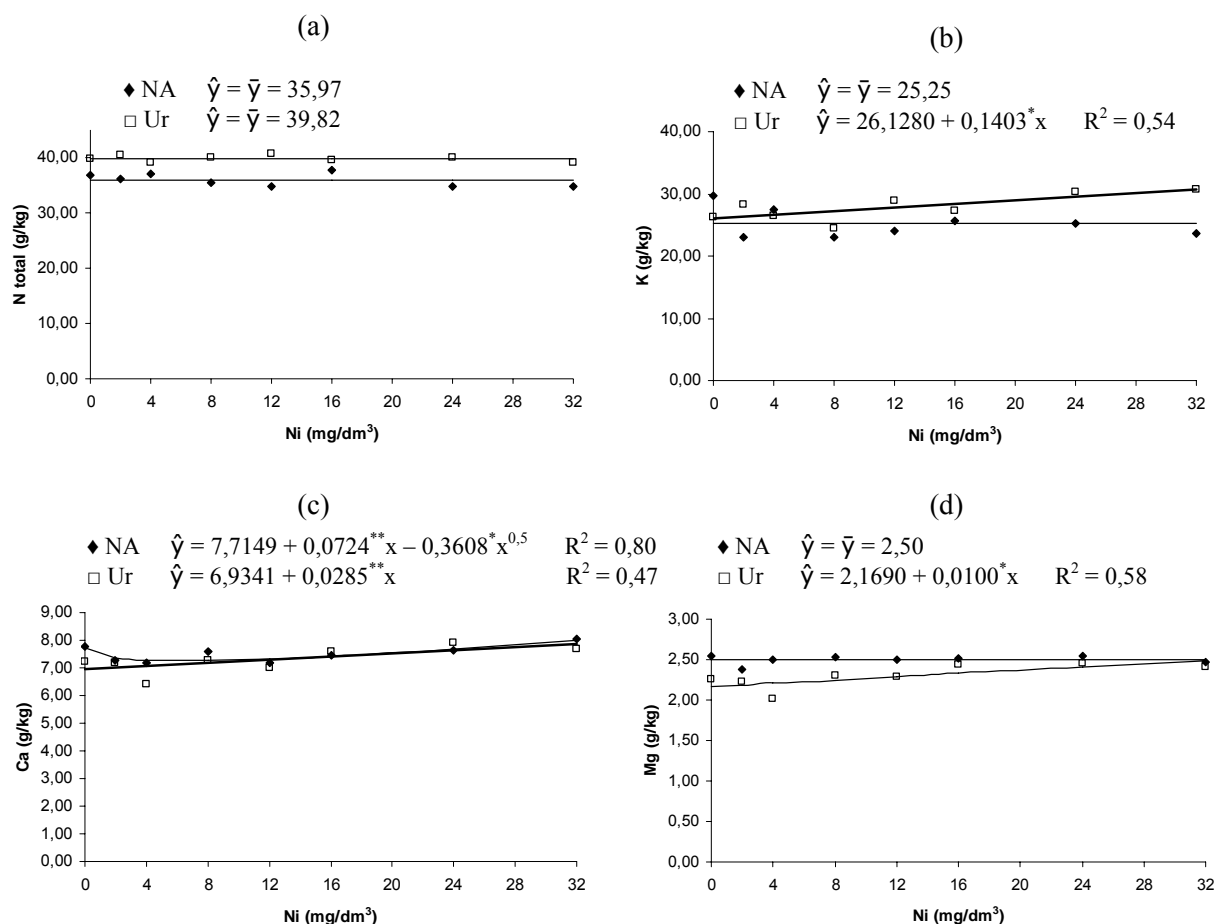 (a)
◆ NA ŷ = ȳ = 35,97
□ Ur ŷ = ȳ = 39,82
40,00
30,00
20,00
10,00
0,00
N total (g/kg)
0 4 8 12 16 20 24 28 32
Ni (mg/dm³)
(b)
◆ NA ŷ = ȳ = 25,25
□ Ur ŷ = 26,1280 + 0,1403*x R² = 0,54
40,00
30,00
20,00
10,00
0,00
K (g/kg)
0 4 8 12 16 20 24 28 32
Ni (mg/dm³)
(c)
◆ NA ŷ = 7,7149 + 0,0724**x – 0,3608*x^0,5 R² = 0,80
□ Ur ŷ = 6,9341 + 0,0285**x R² = 0,47
9,00
8,00
7,00
6,00
5,00
4,00
3,00
2,00
1,00
0,00
Ca (g/kg)
0 4 8 12 16 20 24 28 32
Ni (mg/dm³)
(d)
◆ NA ŷ = ȳ = 2,50
□ Ur ŷ = 2,1690 + 0,0100*x R² = 0,58
3,00
2,50
2,00
1,50
1,00
0,50
0,00
Mg (g/kg)
0 4 8 12 16 20 24 28 32
Ni (mg/dm³)